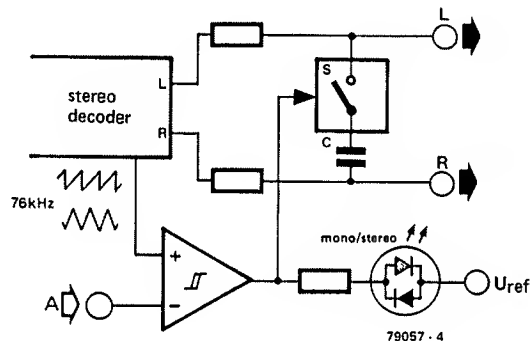 L
stereo
decoder
L
R
S
C
R
76kHz
mono/stereo
+
−
A
Uref
79057 - 4